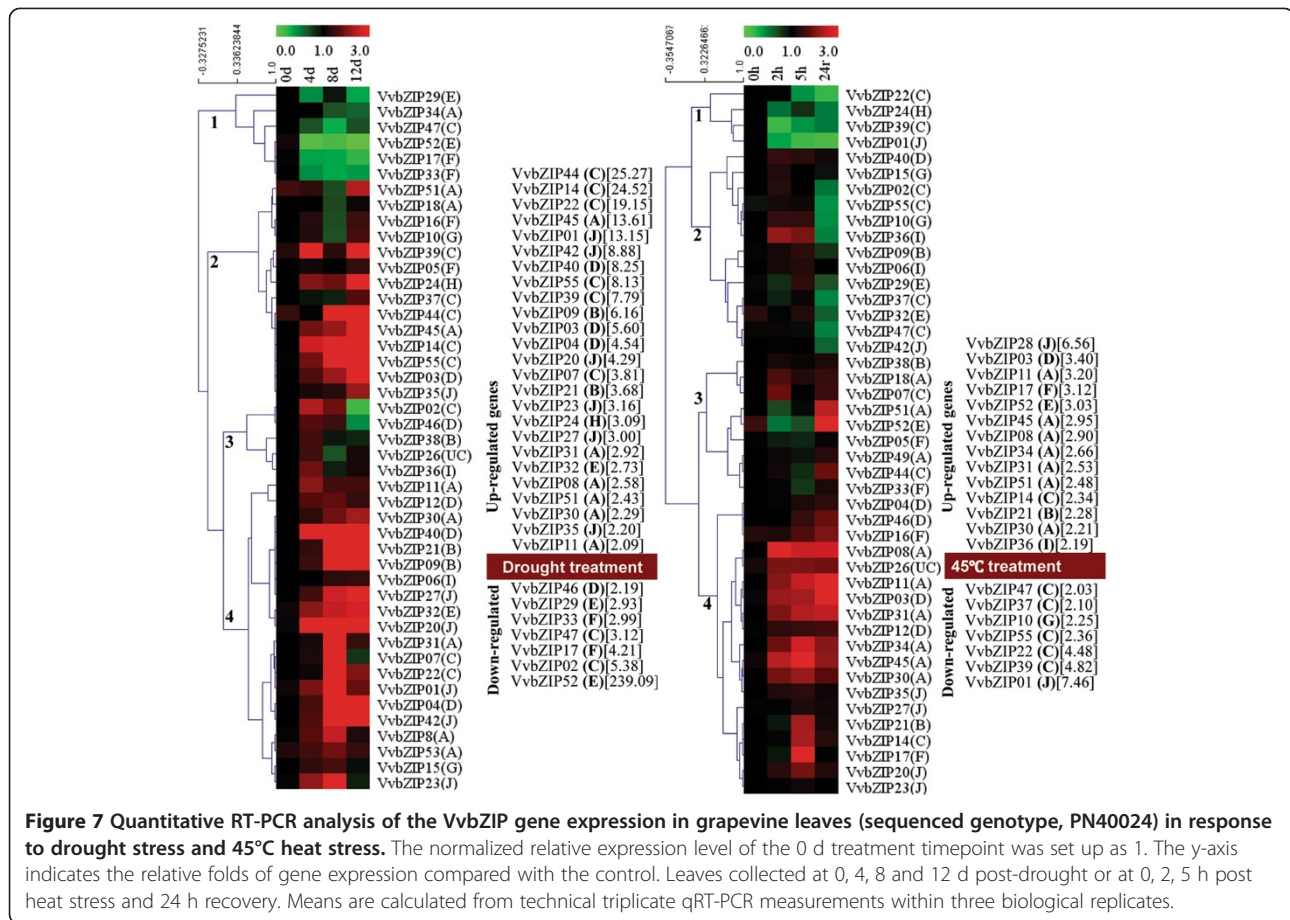 -0.3275231
0.33623844
1.0
0.0 1.0 3.0
0d 4d 8d 12d
1
2
3
4
VvbZIP29(E)
VvbZIP34(A)
VvbZIP47(C)
VvbZIP52(E)
VvbZIP17(F)
VvbZIP33(F)
VvbZIP51(A)
VvbZIP18(A)
VvbZIP16(F)
VvbZIP10(G)
VvbZIP39(C)
VvbZIP05(F)
VvbZIP24(H)
VvbZIP37(C)
VvbZIP44(C)
VvbZIP45(A)
VvbZIP14(C)
VvbZIP55(C)
VvbZIP03(D)
VvbZIP35(J)
VvbZIP02(C)
VvbZIP46(D)
VvbZIP38(B)
VvbZIP26(UC)
VvbZIP36(I)
VvbZIP11(A)
VvbZIP12(D)
VvbZIP30(A)
VvbZIP40(D)
VvbZIP21(B)
VvbZIP09(B)
VvbZIP06(I)
VvbZIP27(J)
VvbZIP32(E)
VvbZIP20(J)
VvbZIP31(A)
VvbZIP07(C)
VvbZIP22(C)
VvbZIP01(J)
VvbZIP04(D)
VvbZIP42(J)
VvbZIP8(A)
VvbZIP53(A)
VvbZIP15(G)
VvbZIP23(J)
Up-regulated genes
VvbZIP44 (C)[25.27]
VvbZIP14 (C)[24.52]
VvbZIP22 (C)[19.15]
VvbZIP45 (A)[13.61]
VvbZIP01 (J)[13.15]
VvbZIP42 (J)[8.88]
VvbZIP40 (D)[8.25]
VvbZIP55 (C)[8.13]
VvbZIP39 (C)[7.79]
VvbZIP09 (B)[6.16]
VvbZIP03 (D)[5.60]
VvbZIP04 (D)[4.54]
VvbZIP20 (J)[4.29]
VvbZIP07 (C)[3.81]
VvbZIP21 (B)[3.68]
VvbZIP23 (J)[3.16]
VvbZIP24 (H)[3.09]
VvbZIP27 (J)[3.00]
VvbZIP31 (A)[2.92]
VvbZIP32 (E)[2.73]
VvbZIP08 (A)[2.58]
VvbZIP51 (A)[2.43]
VvbZIP30 (A)[2.29]
VvbZIP35 (J)[2.20]
VvbZIP11 (A)[2.09]
Drought treatment
Down-regulated
VvbZIP46 (D)[2.19]
VvbZIP29 (E)[2.93]
VvbZIP33 (F)[2.99]
VvbZIP47 (C)[3.12]
VvbZIP17 (F)[4.21]
VvbZIP02 (C)[5.38]
VvbZIP52 (E)[239.09]
-0.3547067
0.3226466:
1.0
0.0 1.0 3.0
0h 2h 5h 24r
1
2
3
4
VvbZIP22(C)
VvbZIP24(H)
VvbZIP39(C)
VvbZIP01(J)
VvbZIP40(D)
VvbZIP15(G)
VvbZIP02(C)
VvbZIP55(C)
VvbZIP10(G)
VvbZIP36(I)
VvbZIP09(B)
VvbZIP06(I)
VvbZIP29(E)
VvbZIP37(C)
VvbZIP32(E)
VvbZIP47(C)
VvbZIP42(J)
VvbZIP38(B)
VvbZIP18(A)
VvbZIP07(C)
VvbZIP51(A)
VvbZIP52(E)
VvbZIP05(F)
VvbZIP49(A)
VvbZIP44(C)
VvbZIP33(F)
VvbZIP04(D)
VvbZIP46(D)
VvbZIP16(F)
VvbZIP08(A)
VvbZIP26(UC)
VvbZIP11(A)
VvbZIP03(D)
VvbZIP31(A)
VvbZIP12(D)
VvbZIP34(A)
VvbZIP45(A)
VvbZIP30(A)
VvbZIP35(J)
VvbZIP27(J)
VvbZIP21(B)
VvbZIP14(C)
VvbZIP17(F)
VvbZIP20(J)
VvbZIP23(J)
Up-regulated genes
VvbZIP28 (J)[6.56]
VvbZIP03 (D)[3.40]
VvbZIP11 (A)[3.20]
VvbZIP17 (F)[3.12]
VvbZIP52 (E)[3.03]
VvbZIP45 (A)[2.95]
VvbZIP08 (A)[2.90]
VvbZIP34 (A)[2.66]
VvbZIP31 (A)[2.53]
VvbZIP51 (A)[2.48]
VvbZIP14 (C)[2.34]
VvbZIP21 (B)[2.28]
VvbZIP30 (A)[2.21]
VvbZIP36 (I)[2.19]
45℃ treatment
Down-regulated
VvbZIP47 (C)[2.03]
VvbZIP37 (C)[2.10]
VvbZIP10 (G)[2.25]
VvbZIP55 (C)[2.36]
VvbZIP22 (C)[4.48]
VvbZIP39 (C)[4.82]
VvbZIP01 (J)[7.46]
Figure 7 Quantitative RT-PCR analysis of the VvbZIP gene expression in grapevine leaves (sequenced genotype, PN40024) in response
to drought stress and 45°C heat stress. The normalized relative expression level of the 0 d treatment timepoint was set up as 1. The y-axis
indicates the relative folds of gene expression compared with the control. Leaves collected at 0, 4, 8 and 12 d post-drought or at 0, 2, 5 h post
heat stress and 24 h recovery. Means are calculated from technical triplicate qRT-PCR measurements within three biological replicates.